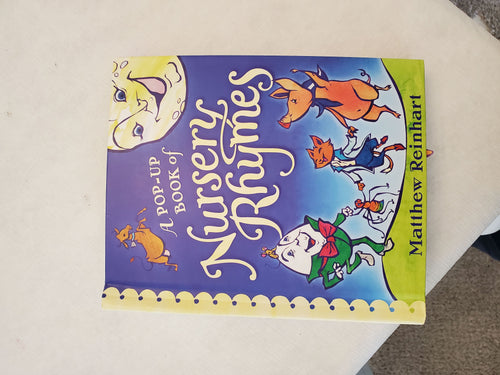 A POP-UP
BOOK of
Nursery
Rhymes
Matthew Reinhart